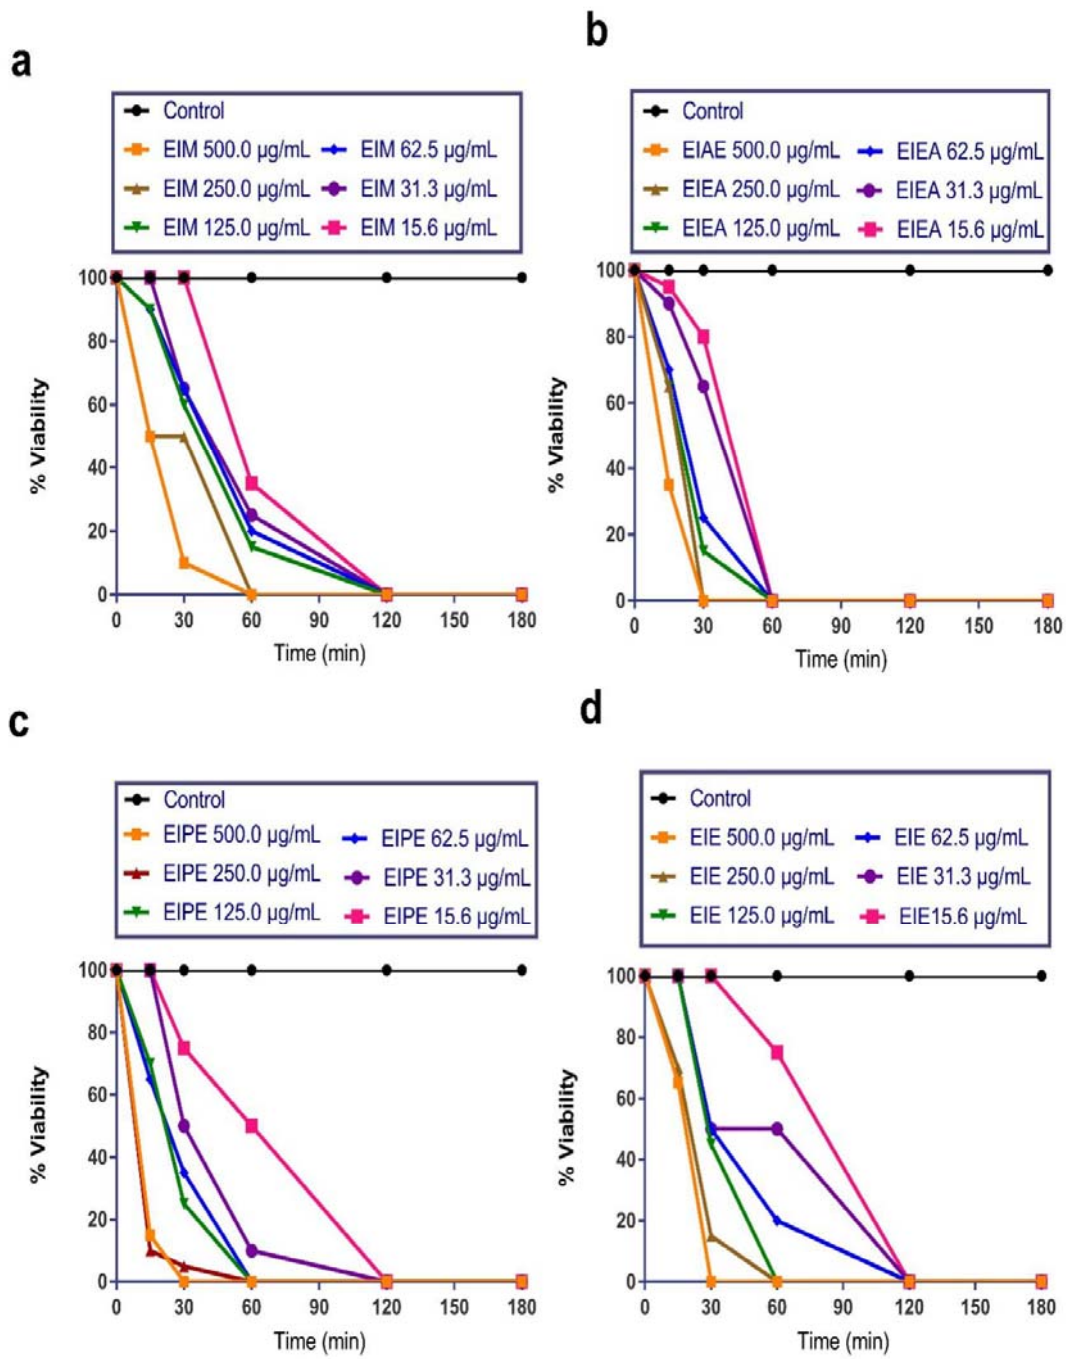 a
Control
EIM 500.0 µg/mL EIM 62.5 µg/mL
EIM 250.0 µg/mL EIM 31.3 µg/mL
EIM 125.0 µg/mL EIM 15.6 µg/mL
100
80
60
40
20
0
% Viability
0 30 60 90 120 150 180
Time (min)
b
Control
EIAE 500.0 µg/mL EIEA 62.5 µg/mL
EIEA 250.0 µg/mL EIEA 31.3 µg/mL
EIEA 125.0 µg/mL EIEA 15.6 µg/mL
100
80
60
40
20
0
% Viability
0 30 60 90 120 150 180
Time (min)
c
Control
EIPE 500.0 µg/mL EIPE 62.5 µg/mL
EIPE 250.0 µg/mL EIPE 31.3 µg/mL
EIPE 125.0 µg/mL EIPE 15.6 µg/mL
100
80
60
40
20
0
% Viability
0 30 60 90 120 150 180
Time (min)
d
Control
EIE 500.0 µg/mL EIE 62.5 µg/mL
EIE 250.0 µg/mL EIE 31.3 µg/mL
EIE 125.0 µg/mL EIE15.6 µg/mL
100
80
60
40
20
0
% Viability
0 30 60 90 120 150 180
Time (min)